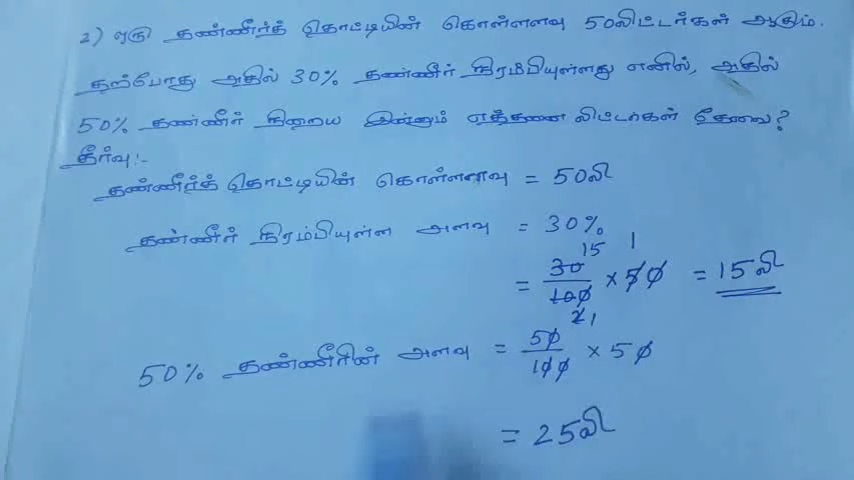 2) ஒரு தண்ணீர்த் தொட்டியின் கொள்ளளவு 50லிட்டர்கள் ஆகும்.
தற்போது அதில் 30% தண்ணீர் நிரம்பியுள்ளது எனில், அதில்
50% தண்ணீர் நிறைய இன்னும் எத்தனை லிட்டர்கள் தேவை?
தீர்வு:-
தண்ணீர்த் தொட்டியின் கொள்ளளவு = 50லி
தண்ணீர் நிரம்பியுள்ள அளவு = 30%
15 1
= 30/100 × 50 = 15லி
2 1
50% தண்ணீரின் அளவு = 50/100 × 50
= 25லி